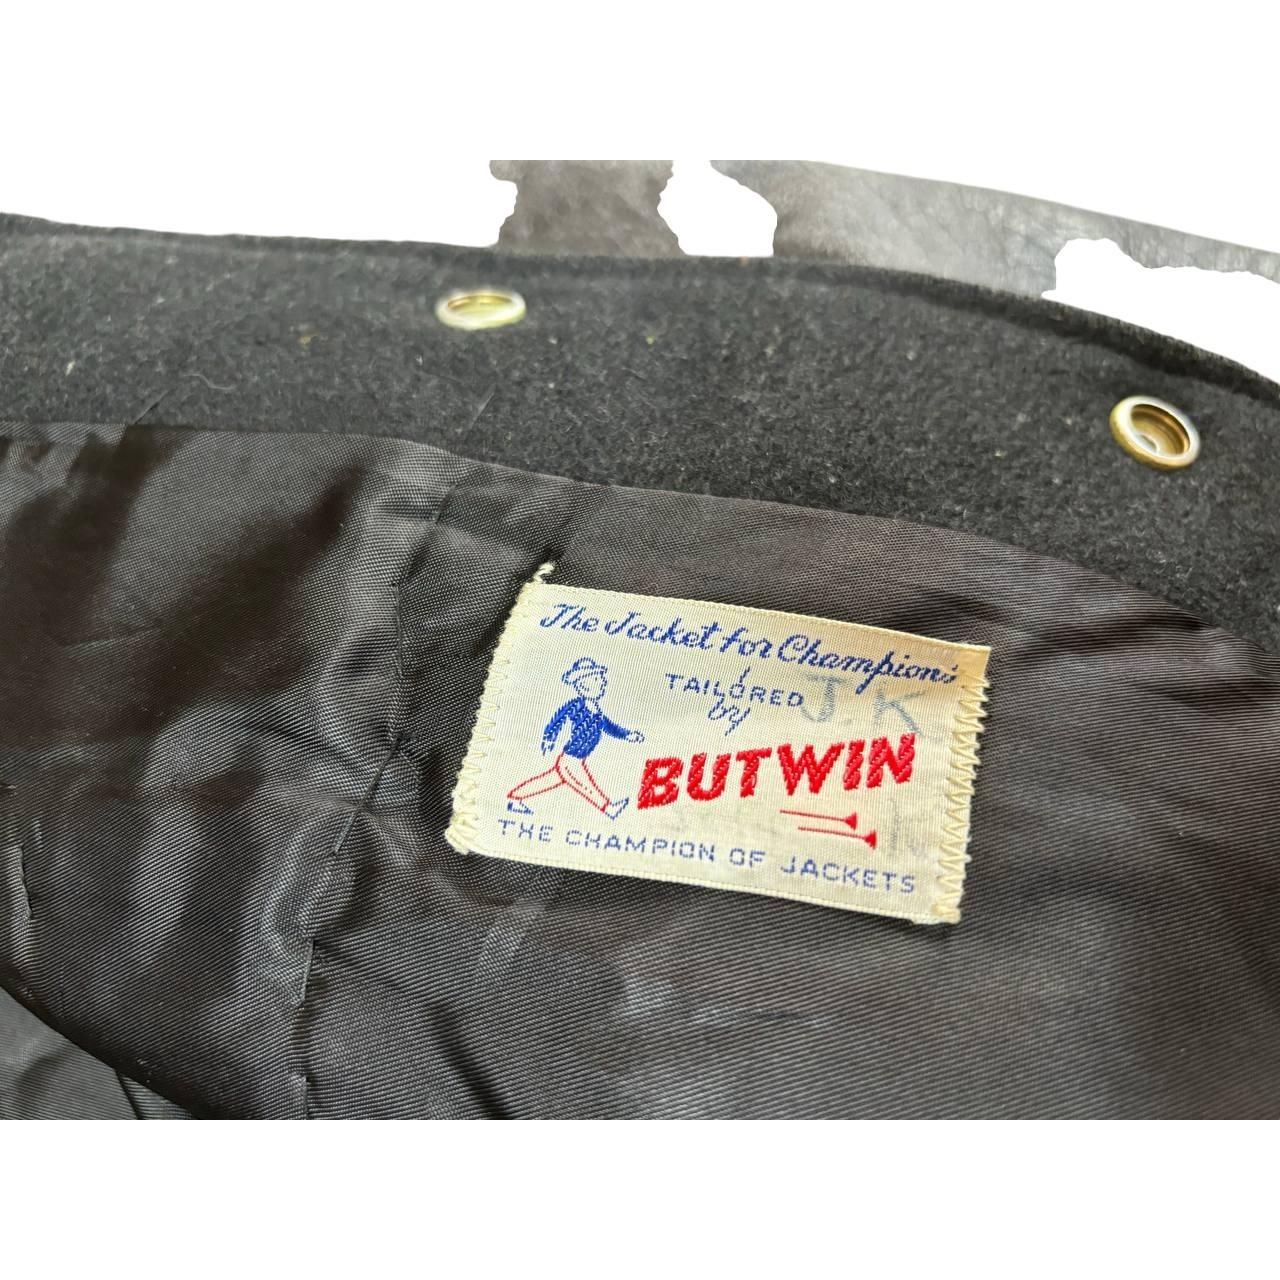 The Jacket for Champions
TAILORED J.K
by
BUTWIN
THE CHAMPION OF JACKETS